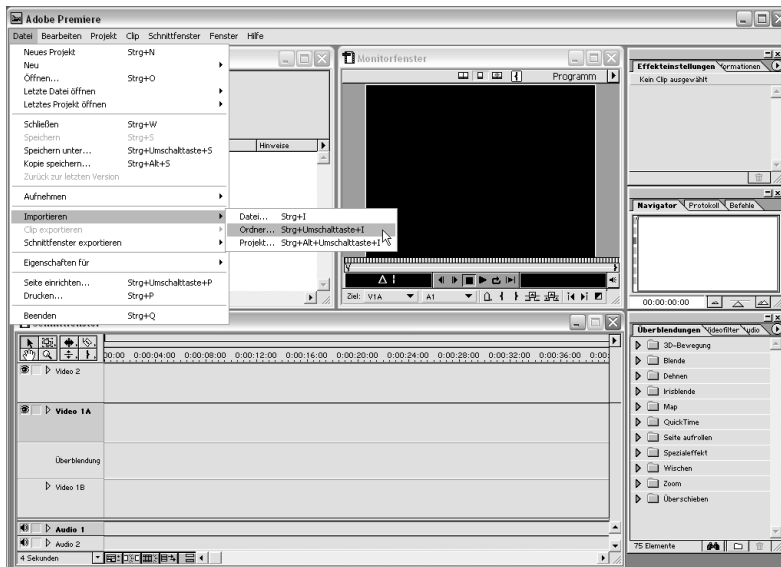 Adobe Premiere
Datei Bearbeiten Projekt Clip Schnittfenster Fenster Hilfe
Neues Projekt Strg+N
Neu
Öffnen... Strg+O
Letzte Datei öffnen
Letztes Projekt öffnen
Schließen Strg+W
Speichern Strg+S
Speichern unter... Strg+Umschalttaste+S
Kopie speichern... Strg+Alt+S
Zurück zur letzten Version
Aufnehmen
Importieren
Clip exportieren
Schnittfenster exportieren
Eigenschaften für
Seite einrichten... Strg+Umschalttaste+P
Drucken... Strg+P
Beenden Strg+Q
Datei... Strg+I
Ordner... Strg+Umschalttaste+I
Projekt... Strg+Alt+Umschalttaste+I
Hinweise
Monitorfenster
Programm
Ziel: V1A A1
Effekteinstellungen
Kein Clip ausgewählt
Navigator Protokoll Befehle
00:00:00:00
Überblendungen
3D-Bewegung
Blende
Dehnen
Irisblende
Map
QuickTime
Seite aufrollen
Spezialeffekt
Wischen
Zoom
Überschieben
75 Elemente
00:00 0:00:04:00 0:00:08:00 0:00:12:00 0:00:16:00 0:00:20:00 0:00:24:00 0:00:28:00 0:00:32:00 0:00:36:00 0:00:
Video 2
Video 1A
Überblendung
Video 1B
Audio 1
Audio 2
4 Sekunden